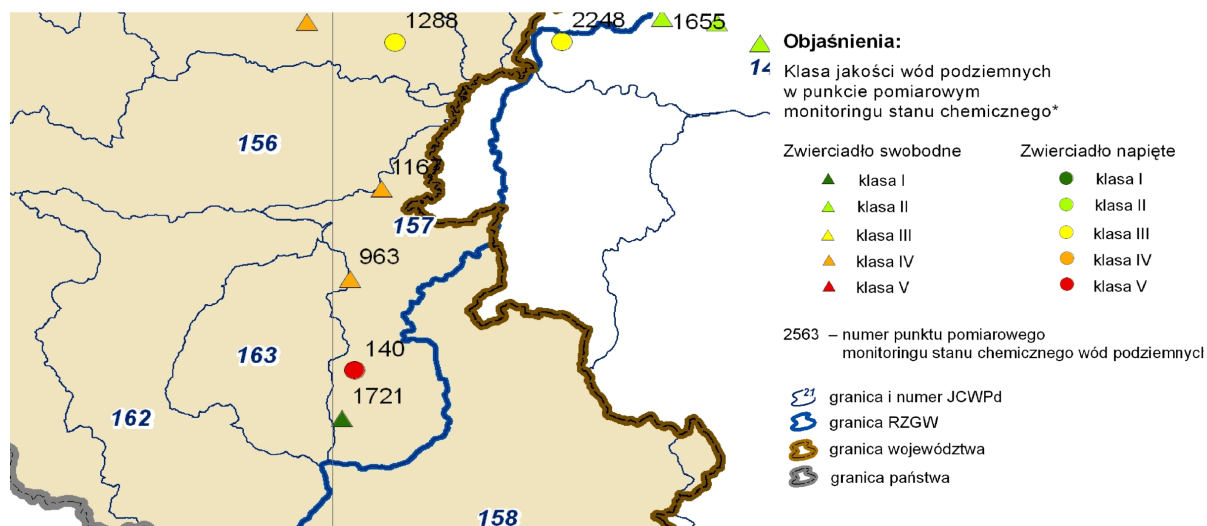 1288
2248
1655
156
1167
157
963
163
140
1721
162
158
14
Objaśnienia:
Klasa jakości wód podziemnych
w punkcie pomiarowym
monitoringu stanu chemicznego*
Zwierciadło swobodne
klasa I
klasa II
klasa III
klasa IV
klasa V
Zwierciadło napięte
klasa I
klasa II
klasa III
klasa IV
klasa V
2563 – numer punktu pomiarowego
monitoringu stanu chemicznego wód podziemnych
21 granica i numer JCWPd
granica RZGW
granica województwa
granica państwa